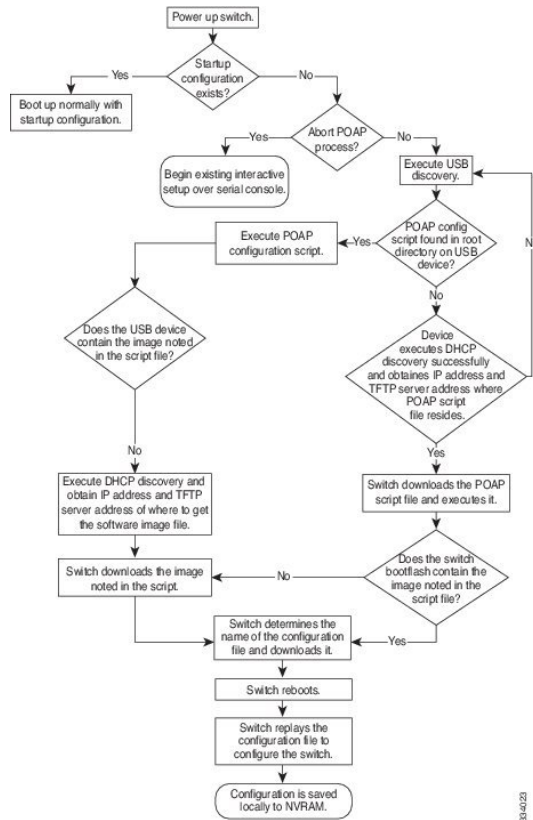 Power up switch.
Startup
configuration
exists?
Yes
No
Boot up normally with
startup configuration.
Abort POAP
process?
Yes
No
Begin existing interactive
setup over serial console.
Execute USB
discovery.
POAP config
script found in root
directory on USB
device?
Yes
N
Execute POAP
configuration script.
No
Does the USB device
contain the image noted
in the script file?
Device
executes DHCP
discovery successfully
and obtaines IP address and
TFTP server address where
POAP script
file resides.
No
Yes
Execute DHCP discovery and
obtain IP address and TFTP
server address of where to get
the software image file.
Switch downloads the POAP
script file and executes it.
Switch downloads the image
noted in the script.
No
Does the switch
bootflash contain the
image noted in the
script file?
Yes
Switch determines the
name of the configuration
file and downloads it.
Switch reboots.
Switch replays the
configuration file to
configure the switch.
Configuration is saved
locally to NVRAM.
334023